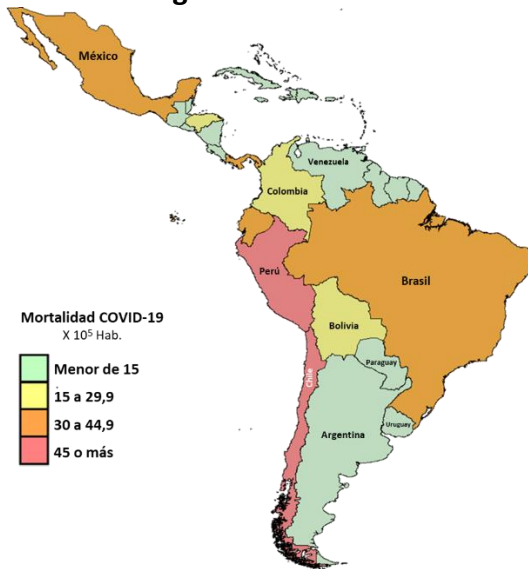 México
Venezuela
Colombia
Perú
Brasil
Bolivia
Paraguay
Chile
Uruguay
Argentina
Mortalidad COVID-19
X 10⁵ Hab.
Menor de 15
15 a 29,9
30 a 44,9
45 o más